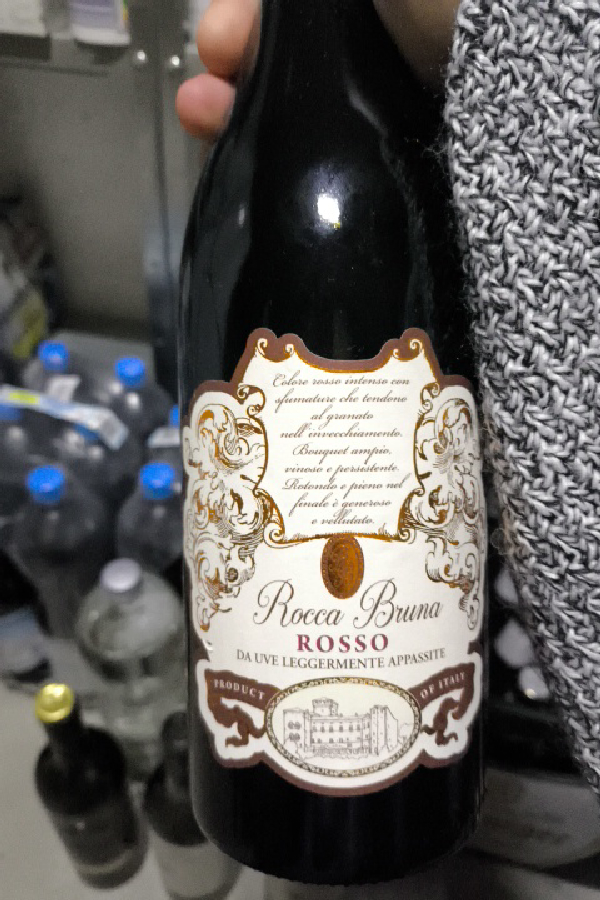 Colore rosso intenso con
sfumature che tendono
al granato
nell'invecchiamento.
Bouquet ampio,
vinoso e persistente.
Rotondo e pieno nel
finale è generoso
e vellutato.
Rocca Bruna
ROSSO
DA UVE LEGGERMENTE APPASSITE
PRODUCT OF ITALY